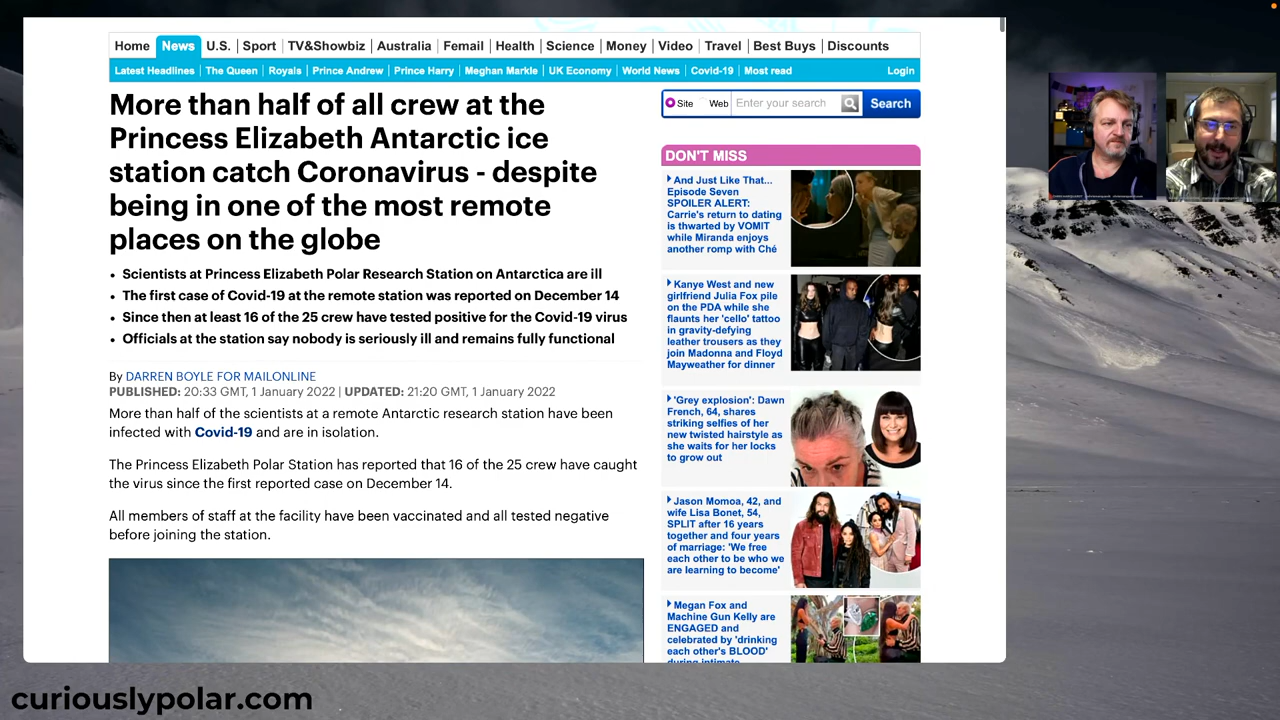 Home News U.S. Sport TV&Showbiz Australia Femail Health Science Money Video Travel Best Buys Discounts
Latest Headlines The Queen Royals Prince Andrew Prince Harry Meghan Markle UK Economy World News Covid-19 Most read Login
More than half of all crew at the
Princess Elizabeth Antarctic ice
station catch Coronavirus - despite
being in one of the most remote
places on the globe
• Scientists at Princess Elizabeth Polar Research Station on Antarctica are ill
• The first case of Covid-19 at the remote station was reported on December 14
• Since then at least 16 of the 25 crew have tested positive for the Covid-19 virus
• Officials at the station say nobody is seriously ill and remains fully functional
By DARREN BOYLE FOR MAILONLINE
PUBLISHED: 20:33 GMT, 1 January 2022 | UPDATED: 21:20 GMT, 1 January 2022
More than half of the scientists at a remote Antarctic research station have been
infected with Covid-19 and are in isolation.
The Princess Elizabeth Polar Station has reported that 16 of the 25 crew have caught
the virus since the first reported case on December 14.
All members of staff at the facility have been vaccinated and all tested negative
before joining the station.
Site Web Enter your search Search
DON'T MISS
And Just Like That...
Episode Seven
SPOILER ALERT:
Carrie's return to dating
is thwarted by VOMIT
while Miranda enjoys
another romp with Ché
Kanye West and new
girlfriend Julia Fox pile
on the PDA while she
flaunts her 'cello' tattoo
in gravity-defying
leather trousers as they
join Madonna and Floyd
Mayweather for dinner
'Grey explosion': Dawn
French, 64, shares
striking selfies of her
new twisted hairstyle as
she waits for her locks
to grow out
Jason Momoa, 42, and
wife Lisa Bonet, 54,
SPLIT after 16 years
together and four years
of marriage: 'We free
each other to be who we
are learning to become'
Megan Fox and
Machine Gun Kelly are
ENGAGED and
celebrated by 'drinking
each other's BLOOD'
during intimate
curiouslypolar.com